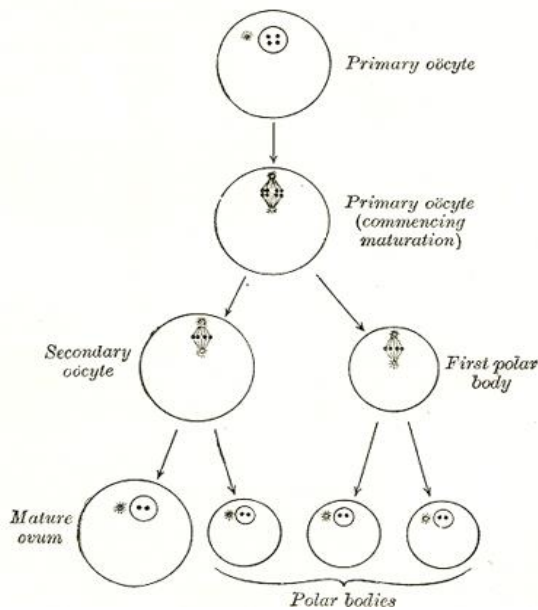 Primary oöcyte
Primary oöcyte
(commencing
maturation)
Secondary
oöcyte
First polar
body
Mature
ovum
Polar bodies